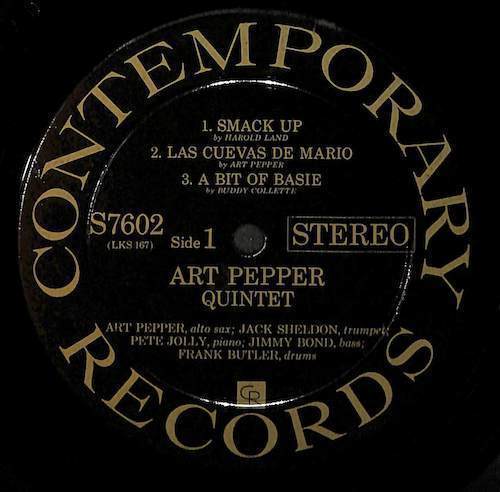 CONTEMPORARY
1. SMACK UP
by HAROLD LAND
2. LAS CUEVAS DE MARIO
by ART PEPPER
3. A BIT OF BASIE
by BUDDY COLLETTE
S7602
(LKS 167)
Side 1
STEREO
ART PEPPER
QUINTET
ART PEPPER, alto sax; JACK SHELDON, trumpet;
PETE JOLLY, piano; JIMMY BOND, bass;
FRANK BUTLER, drums
CR
RECORDS